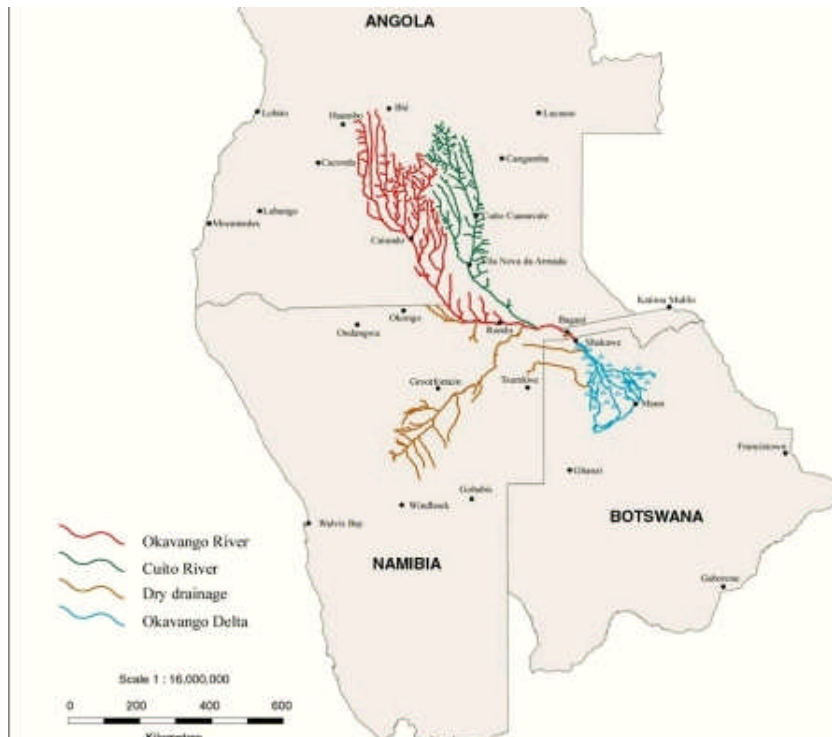 ANGOLA
Bié
Lobito
Huambo
Lucusse
Caconda
Cangamba
Lubango
Cuito Cuanavale
Caiundo
Vila Nova da Armada
Katima Mulilo
Okongo
Ondangwa
Rundu
Bagani
Shakawe
Grootfontein
Tsumkwe
Maun
Francistown
Ghanzi
Gobabis
Windhoek
Walvis Bay
BOTSWANA
NAMIBIA
Gaborone
Okavango River
Cuito River
Dry drainage
Okavango Delta
Scale 1 : 16,000,000
0 200 400 600
Kilometers